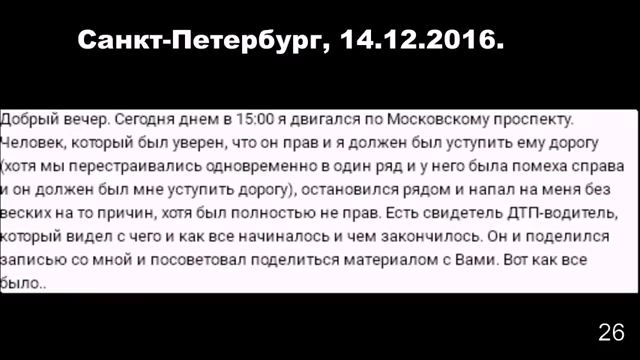 Санкт-Петербург, 14.12.2016.
Добрый вечер. Сегодня днем в 15:00 я двигался по Московскому проспекту.
Человек, который был уверен, что он прав и я должен был уступить ему дорогу
(хотя мы перестраивались одновременно в один ряд и у него была помеха справа
и он должен был мне уступить дорогу), остановился рядом и напал на меня без
веских на то причин, хотя был полностью не прав. Есть свидетель ДТП-водитель,
который видел с чего и как все начиналось и чем закончилось. Он и поделился
записью со мной и посоветовал поделиться материалом с Вами. Вот как все
было..
26